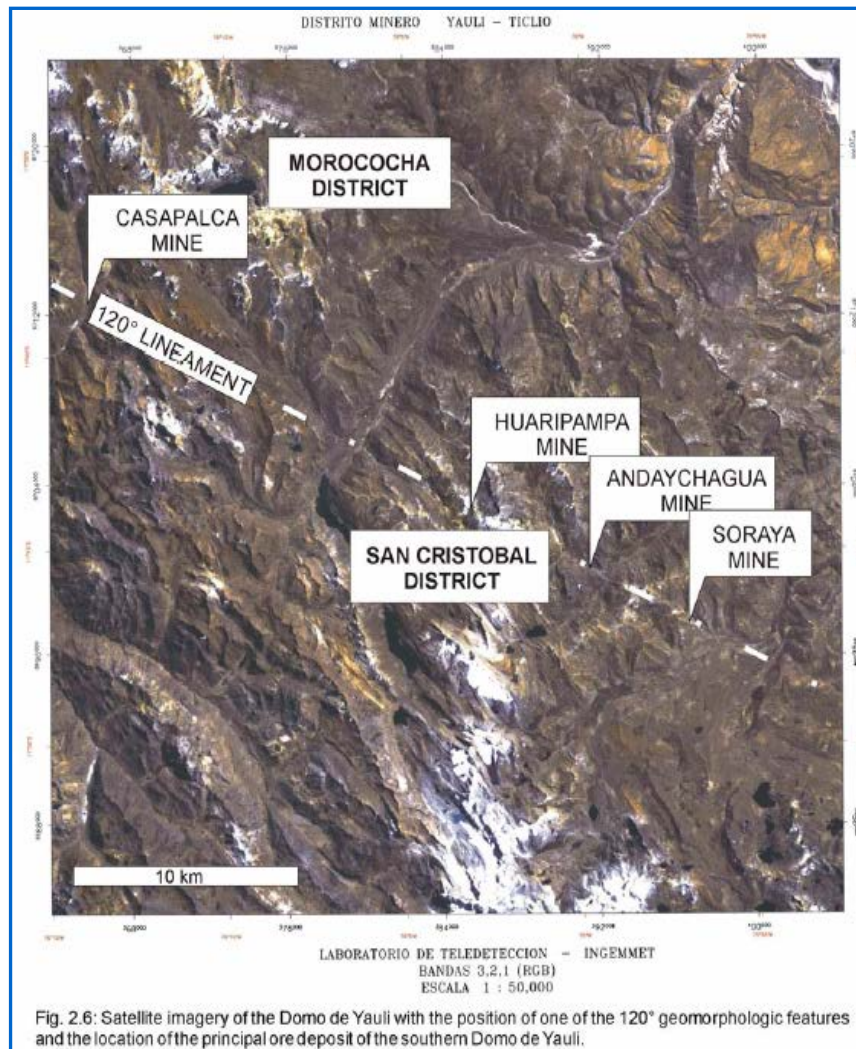 DISTRITO MINERO YAULI - TICLIO
MOROCOCHA
DISTRICT
CASAPALCA
MINE
120° LINEAMENT
HUARIPAMPA
MINE
ANDAYCHAGUA
MINE
SORAYA
MINE
SAN CRISTOBAL
DISTRICT
10 km
LABORATORIO DE TELEDETECCION - INGEMMET
BANDAS 3,2,1 (RGB)
ESCALA 1 : 50,000
Fig. 2.6: Satellite imagery of the Domo de Yauli with the position of one of the 120° geomorphologic features
and the location of the principal ore deposit of the southern Domo de Yauli.